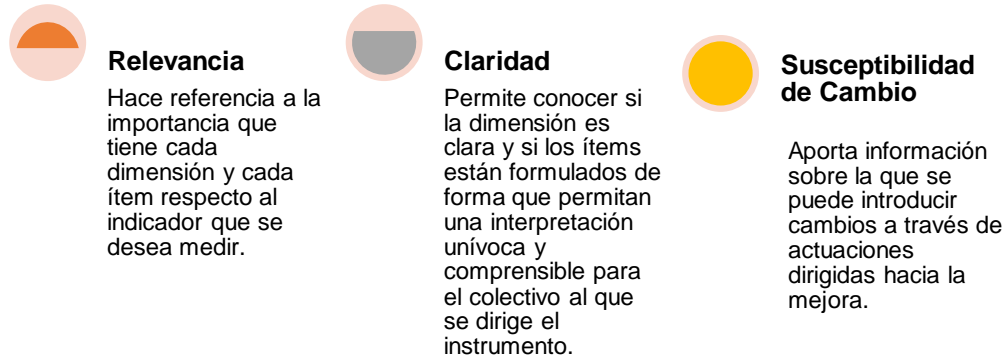 Relevancia
Hace referencia a la
importancia que
tiene cada
dimensión y cada
ítem respecto al
indicador que se
desea medir.
Claridad
Permite conocer si
la dimensión es
clara y si los ítems
están formulados de
forma que permitan
una interpretación
unívoca y
comprensible para
el colectivo al que
se dirige el
instrumento.
Susceptibilidad
de Cambio
Aporta información
sobre la que se
puede introducir
cambios a través de
actuaciones
dirigidas hacia la
mejora.